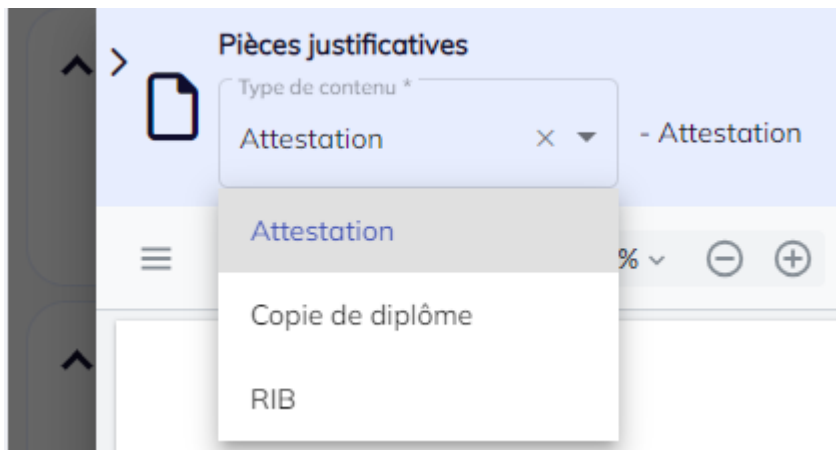 Pièces justificatives
Type de contenu *
Attestation
- Attestation
Attestation
%
Copie de diplôme
RIB